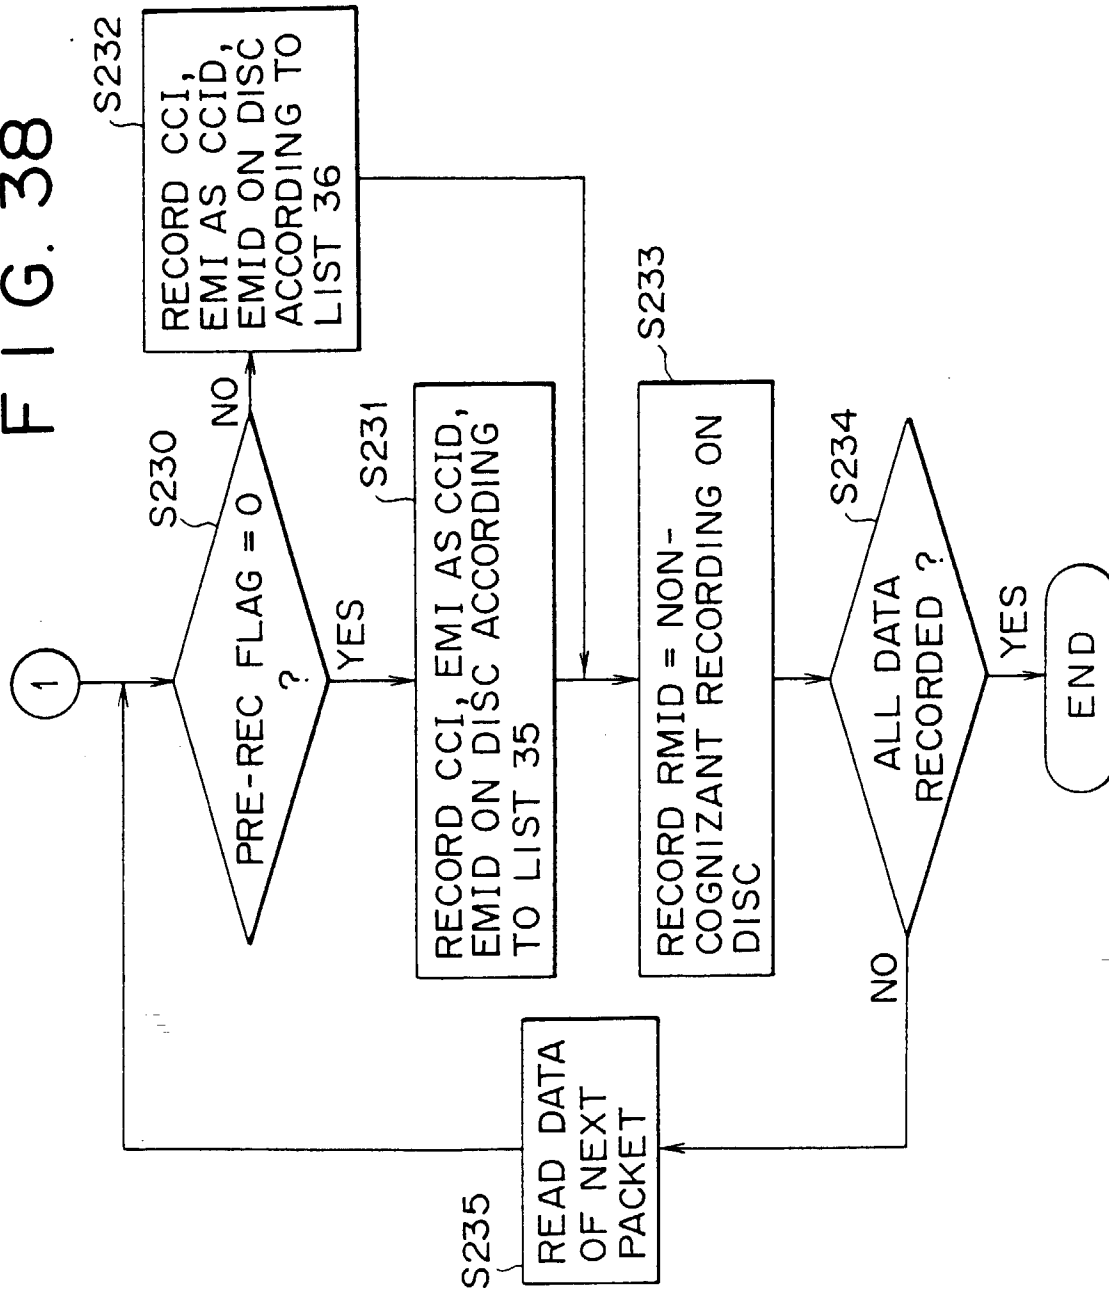 FIG. 38
1
S230
PRE-REC FLAG = 0
?
NO
YES
S232
RECORD CCI,
EMI AS CCID,
EMID ON DISC
ACCORDING TO
LIST 36
S231
RECORD CCI, EMI AS CCID,
EMID ON DISC ACCORDING
TO LIST 35
S233
RECORD RMID = NON-
COGNIZANT RECORDING ON
DISC
S234
ALL DATA
RECORDED ?
NO
YES
S235
READ DATA
OF NEXT
PACKET
END